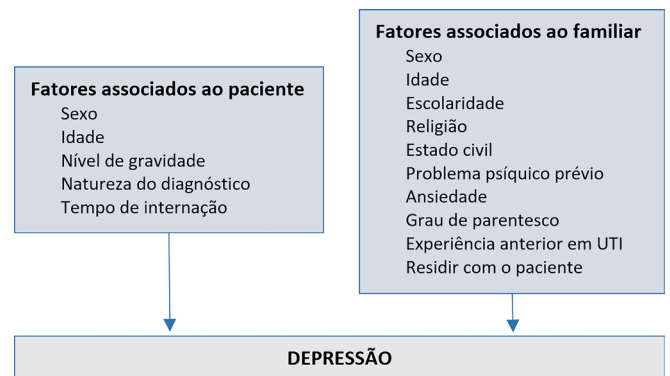 Fatores associados ao paciente
Sexo
Idade
Nível de gravidade
Natureza do diagnóstico
Tempo de internação
Fatores associados ao familiar
Sexo
Idade
Escolaridade
Religião
Estado civil
Problema psíquico prévio
Ansiedade
Grau de parentesco
Experiência anterior em UTI
Residir com o paciente
DEPRESSÃO